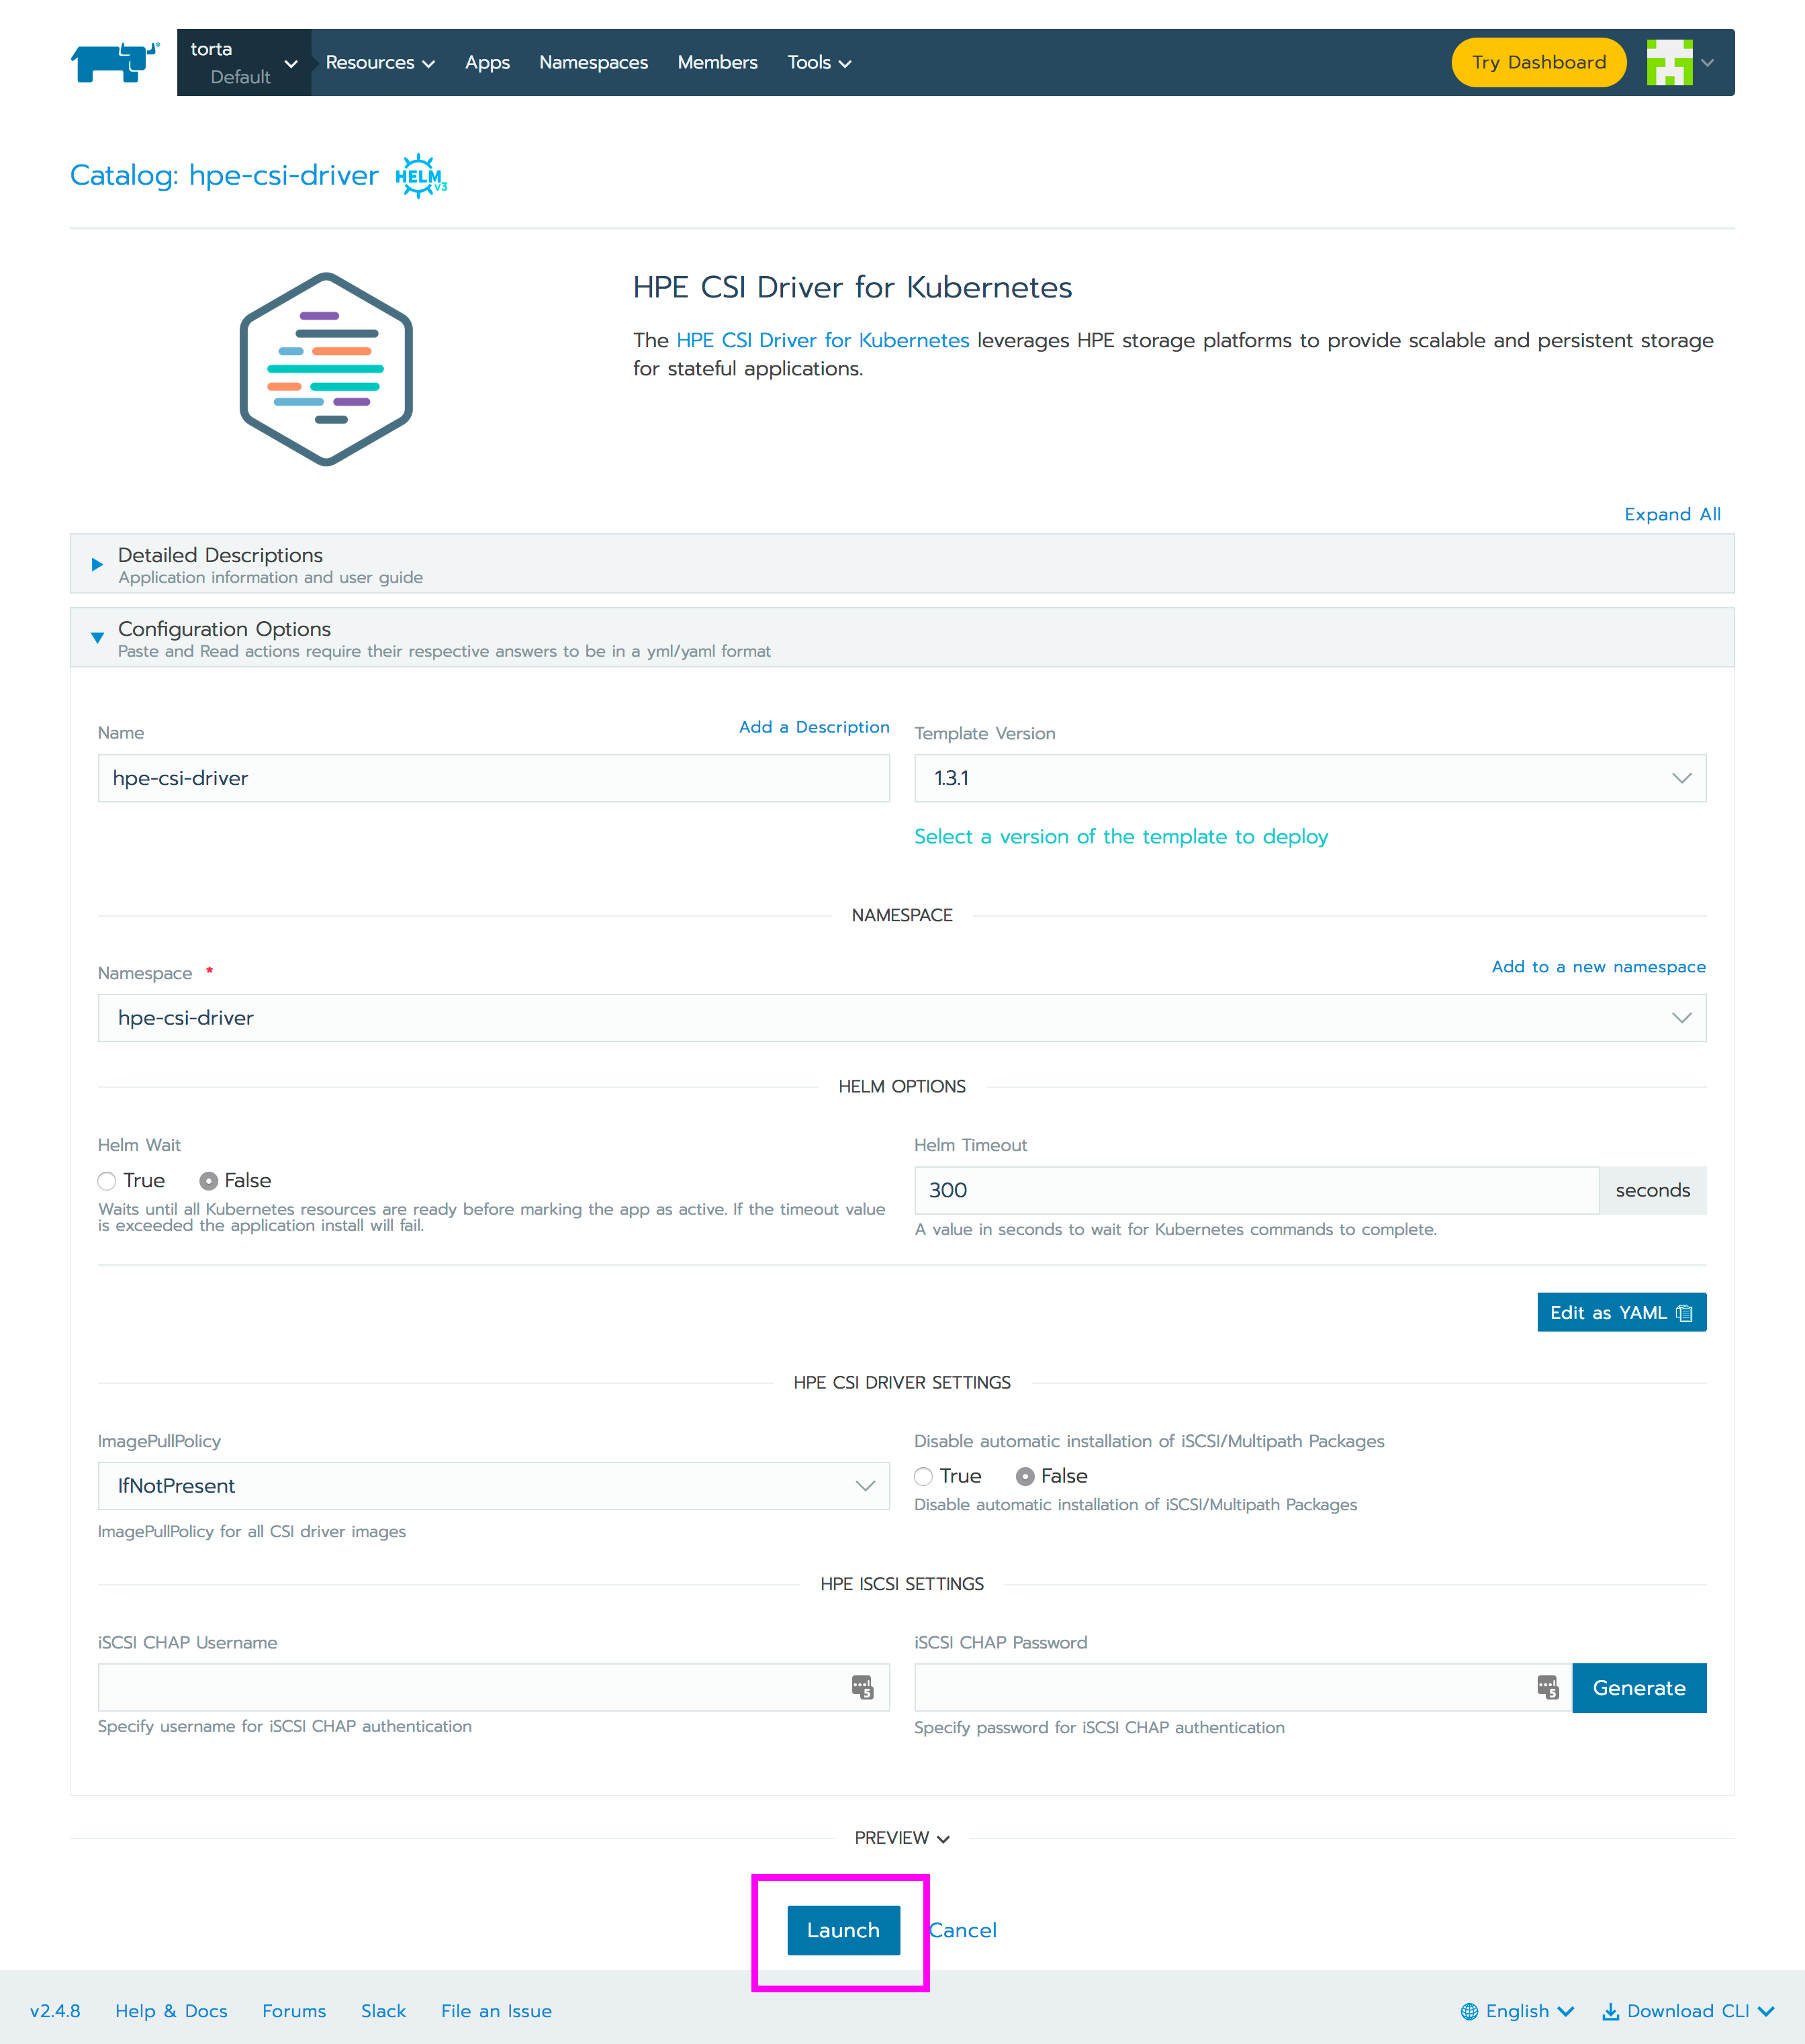 torta
Default
Resources
Apps
Namespaces
Members
Tools
Try Dashboard
Catalog: hpe-csi-driver
HELM
v3
HPE CSI Driver for Kubernetes
The HPE CSI Driver for Kubernetes leverages HPE storage platforms to provide scalable and persistent storage
for stateful applications.
Expand All
Detailed Descriptions
Application information and user guide
Configuration Options
Paste and Read actions require their respective answers to be in a yml/yaml format
Name
Add a Description
Template Version
hpe-csi-driver
1.3.1
Select a version of the template to deploy
NAMESPACE
Namespace *
Add to a new namespace
hpe-csi-driver
HELM OPTIONS
Helm Wait
Helm Timeout
True
False
300
seconds
Waits until all Kubernetes resources are ready before marking the app as active. If the timeout value
is exceeded the application install will fail.
A value in seconds to wait for Kubernetes commands to complete.
Edit as YAML
HPE CSI DRIVER SETTINGS
ImagePullPolicy
Disable automatic installation of iSCSI/Multipath Packages
IfNotPresent
True
False
Disable automatic installation of iSCSI/Multipath Packages
ImagePullPolicy for all CSI driver images
HPE ISCSI SETTINGS
iSCSI CHAP Username
iSCSI CHAP Password
5
5
Generate
Specify username for iSCSI CHAP authentication
Specify password for iSCSI CHAP authentication
PREVIEW
Launch
Cancel
v2.4.8
Help & Docs
Forums
Slack
File an Issue
English
Download CLI